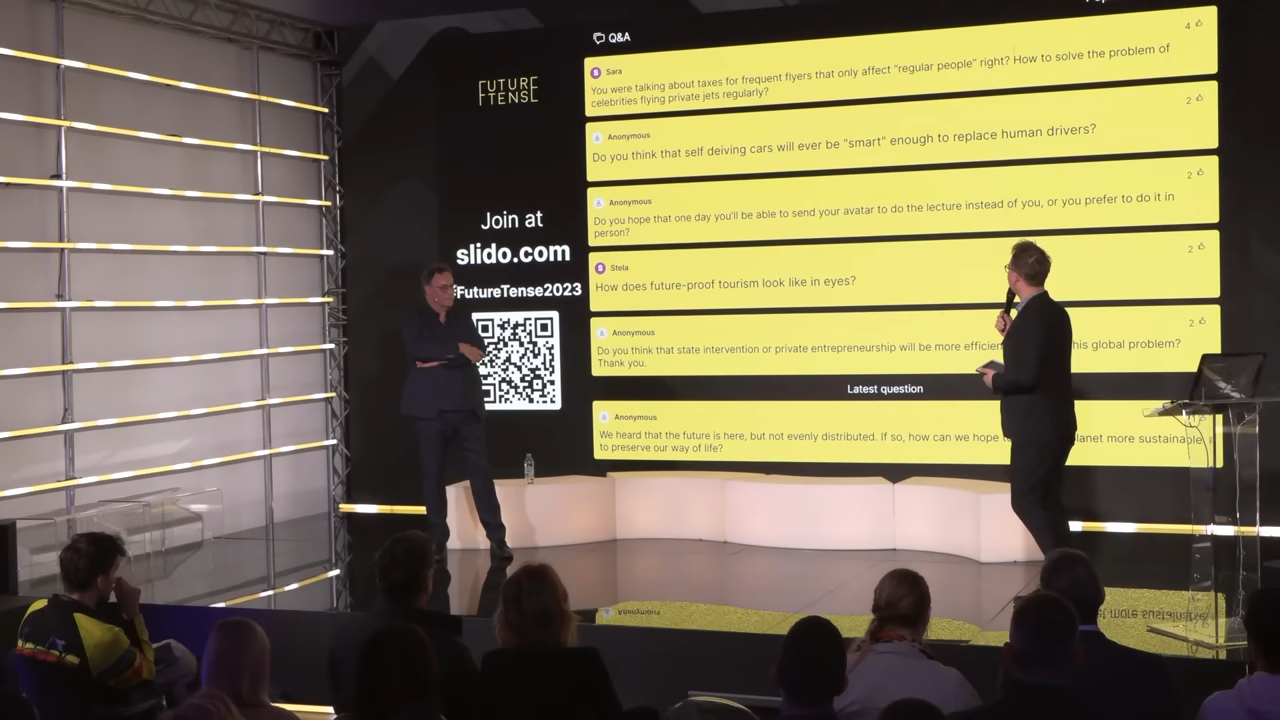 Q&A
FUTURE
TENSE
Join at
slido.com
#FutureTense2023
Sara
4
You were talking about taxes for frequent flyers that only affect "regular people" right? How to solve the problem of
celebrities flying private jets regularly?
Anonymous
2
Do you think that self deiving cars will ever be "smart" enough to replace human drivers?
Anonymous
2
Do you hope that one day you'll be able to send your avatar to do the lecture instead of you, or you prefer to do it in
person?
Stela
2
How does future-proof tourism look like in eyes?
Anonymous
2
Do you think that state intervention or private entrepreneurship will be more his global problem?
Thank you.
Latest question
Anonymous
We heard that the future is here, but not evenly distributed. If so, how can we hope more sustainable
to preserve our way of life?